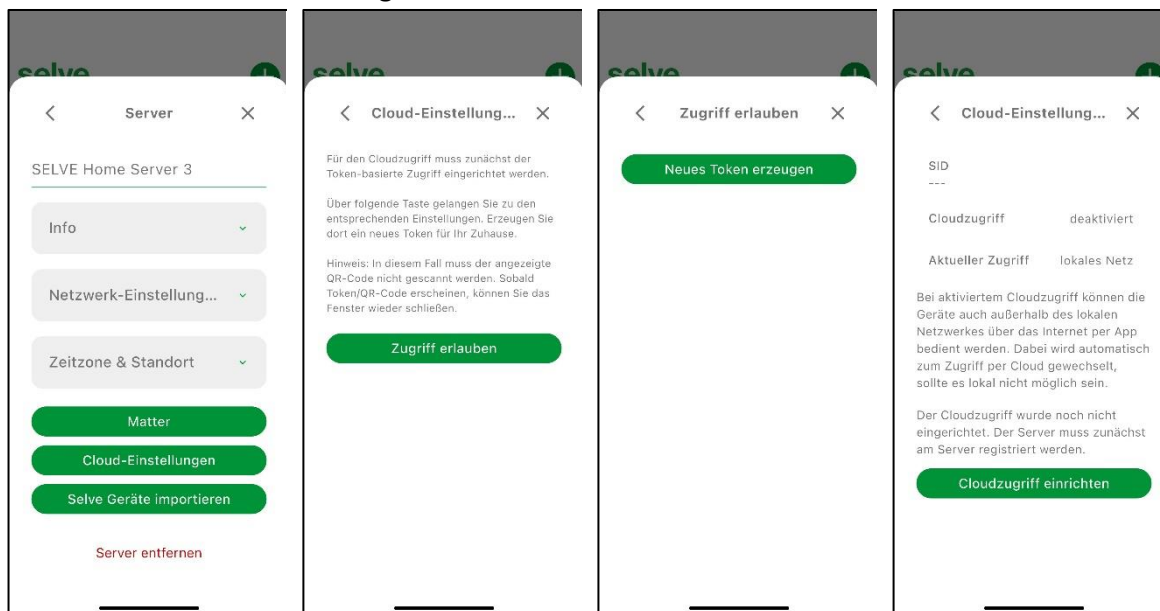 selve
Server
SELVE Home Server 3
Info
Netzwerk-Einstellung...
Zeitzone & Standort
Matter
Cloud-Einstellungen
Selve Geräte importieren
Server entfernen
selve
Cloud-Einstellung...
Für den Cloudzugriff muss zunächst der
Token-basierte Zugriff eingerichtet werden.
Über folgende Taste gelangen Sie zu den
entsprechenden Einstellungen. Erzeugen Sie
dort ein neues Token für Ihr Zuhause.
Hinweis: In diesem Fall muss der angezeigte
QR-Code nicht gescannt werden. Sobald
Token/QR-Code erscheinen, können Sie das
Fenster wieder schließen.
Zugriff erlauben
selve
Zugriff erlauben
Neues Token erzeugen
selve
Cloud-Einstellung...
SID
---
Cloudzugriff deaktiviert
Aktueller Zugriff lokales Netz
Bei aktiviertem Cloudzugriff können die
Geräte auch außerhalb des lokalen
Netzwerkes über das Internet per App
bedient werden. Dabei wird automatisch
zum Zugriff per Cloud gewechselt,
sollte es lokal nicht möglich sein.
Der Cloudzugriff wurde noch nicht
eingerichtet. Der Server muss zunächst
am Server registriert werden.
Cloudzugriff einrichten